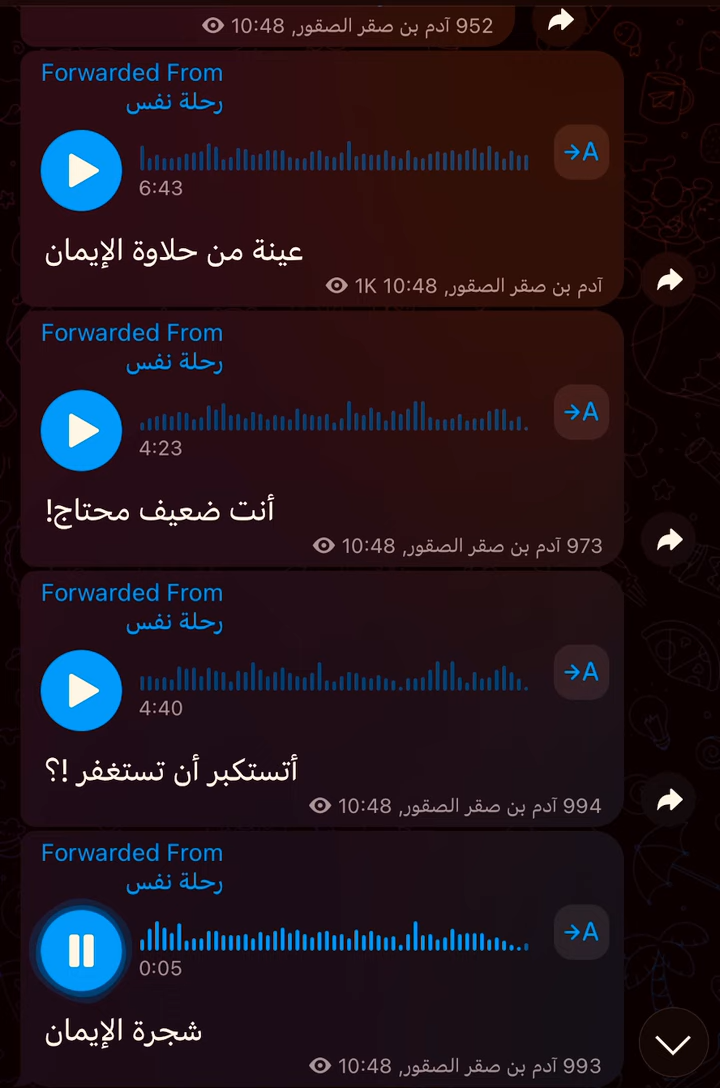 952 آدم بن صقر الصقور, 10:48
Forwarded From
رحلة نفس
→A
6:43
عينة من حلاوة الإيمان
1K آدم بن صقر الصقور, 10:48
Forwarded From
رحلة نفس
→A
4:23
أنت ضعيف محتاج!
973 آدم بن صقر الصقور, 10:48
Forwarded From
رحلة نفس
→A
4:40
أتستكبر أن تستغفر !؟
994 آدم بن صقر الصقور, 10:48
Forwarded From
رحلة نفس
→A
0:05
شجرة الإيمان
993 آدم بن صقر الصقور, 10:48